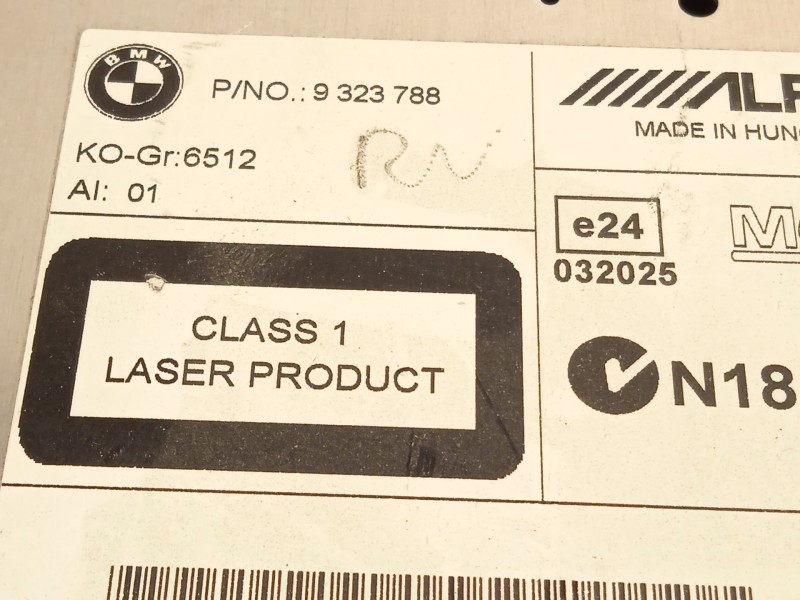 BMW
P/NO.: 9 323 788
KO-Gr:6512
AI: 01
RN
CLASS 1
LASER PRODUCT
ALP
MADE IN HUN
e24
032025
N18